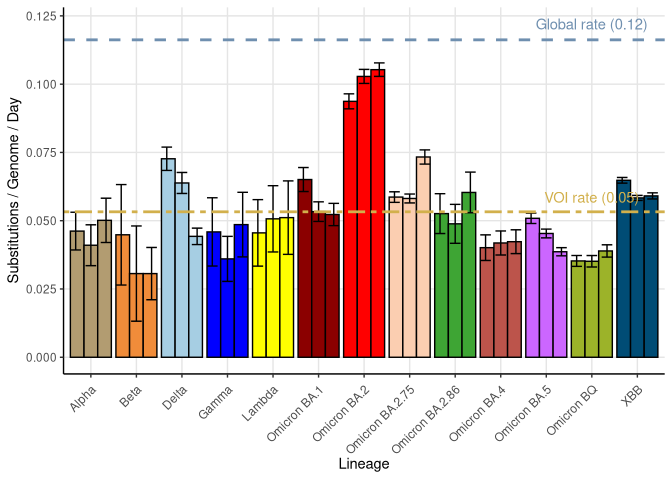 Substitutions / Genome / Day
0.125
0.100
0.075
0.050
0.025
0.000
Global rate (0.12)
VOI rate (0.05)
Alpha
Beta
Delta
Gamma
Lambda
Omicron BA.1
Omicron BA.2
Omicron BA.2.75
Omicron BA.2.86
Omicron BA.4
Omicron BA.5
Omicron BQ
XBB
Lineage